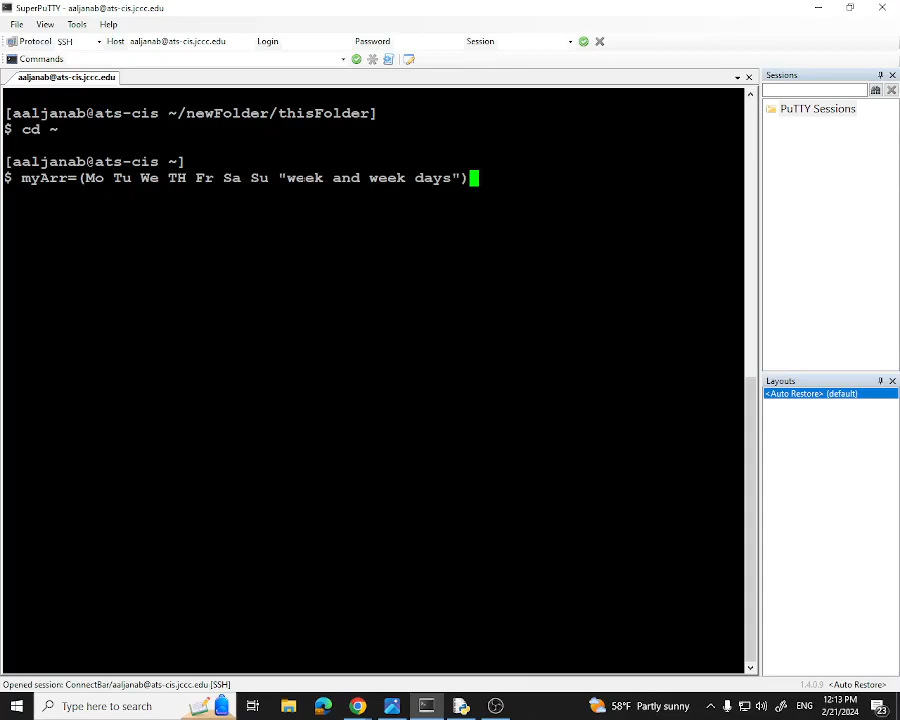 SuperPuTTY - aaljanab@ats-cis.jccc.edu
File View Tools Help
Protocol SSH Host aaljanab@ats-cis.jccc.edu Login Password Session
Commands
aaljanab@ats-cis.jccc.edu
Sessions
[aaljanab@ats-cis ~/newFolder/thisFolder]
PuTTY Sessions
$ cd ~
[aaljanab@ats-cis ~]
$ myArr=(Mo Tu We TH Fr Sa Su "week and week days")
Layouts
<Auto Restore> (default)
Opened session: ConnectBar/aaljanab@ats-cis.jccc.edu [SSH]
1.4.0.9 <Auto Restore>
Type here to search
58°F Partly sunny
ENG
12:13 PM
2/21/2024
23